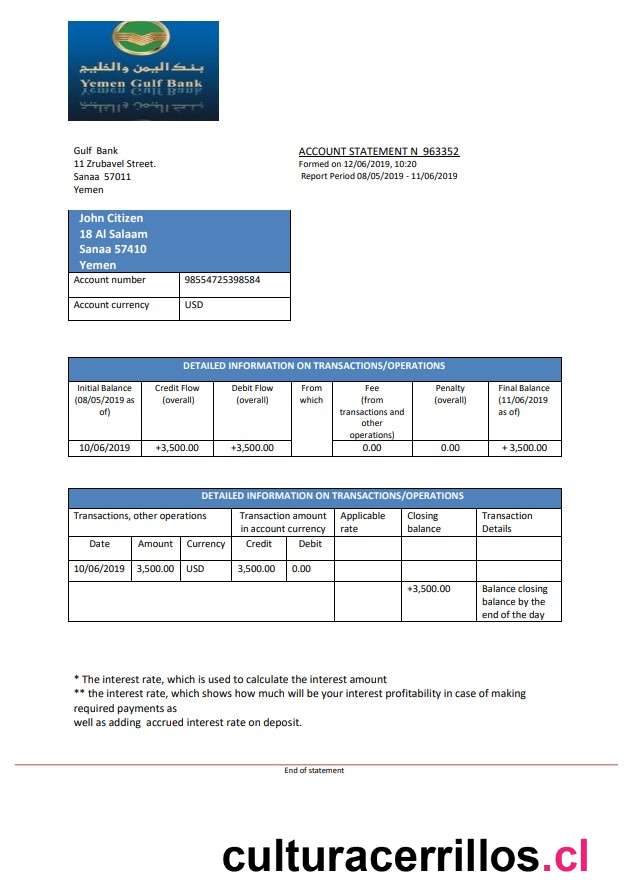 بنك اليمن والخليج
Yemen Gulf Bank
Gulf Bank
11 Zrubavel Street.
Sanaa 57011
Yemen
ACCOUNT STATEMENT N 963352
Formed on 12/06/2019, 10:20
Report Period 08/05/2019 - 11/06/2019
John Citizen
18 Al Salaam
Sanaa 57410
Yemen
Account number 98554725398584
Account currency USD
DETAILED INFORMATION ON TRANSACTIONS/OPERATIONS
Initial Balance (08/05/2019 as of) Credit Flow (overall) Debit Flow (overall) From which Fee (from transactions and other operations) Penalty (overall) Final Balance (11/06/2019 as of)
10/06/2019 +3,500.00 +3,500.00 0.00 0.00 + 3,500.00
DETAILED INFORMATION ON TRANSACTIONS/OPERATIONS
Transactions, other operations Transaction amount in account currency Applicable rate Closing balance Transaction Details
Date Amount Currency Credit Debit
10/06/2019 3,500.00 USD 3,500.00 0.00
+3,500.00 Balance closing balance by the end of the day
* The interest rate, which is used to calculate the interest amount
** the interest rate, which shows how much will be your interest profitability in case of making
required payments as
well as adding accrued interest rate on deposit.
End of statement
culturacerrillos.cl